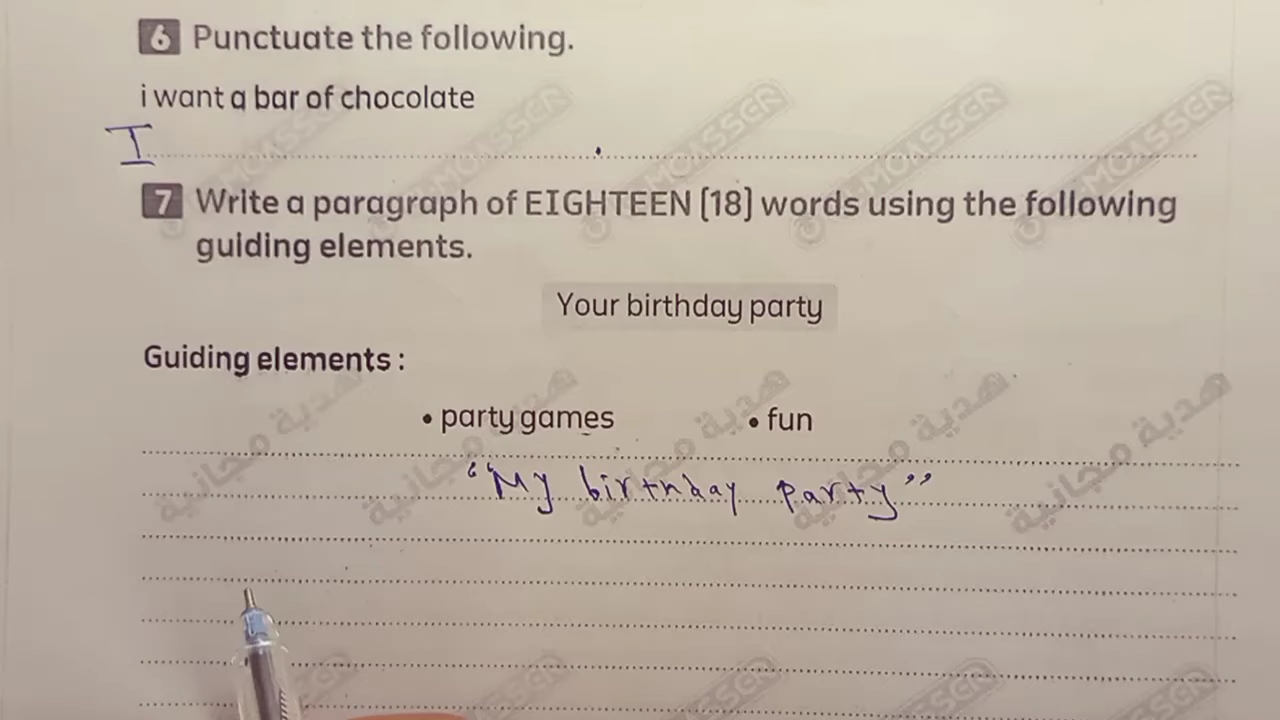 6 Punctuate the following.
i want a bar of chocolate
I .
7 Write a paragraph of EIGHTEEN (18) words using the following
guiding elements.
Your birthday party
Guiding elements :
• party games • fun
"My birthday party"